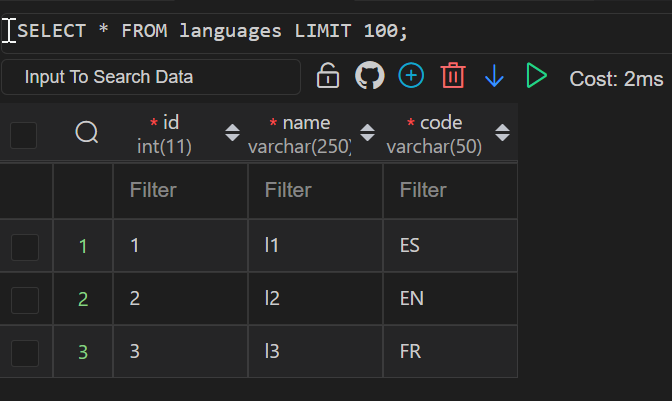 SELECT * FROM languages LIMIT 100;
Input To Search Data Cost: 2ms
* id * name * code
int(11) varchar(250) varchar(50)
Filter Filter Filter
1 1 l1 ES
2 2 l2 EN
3 3 l3 FR